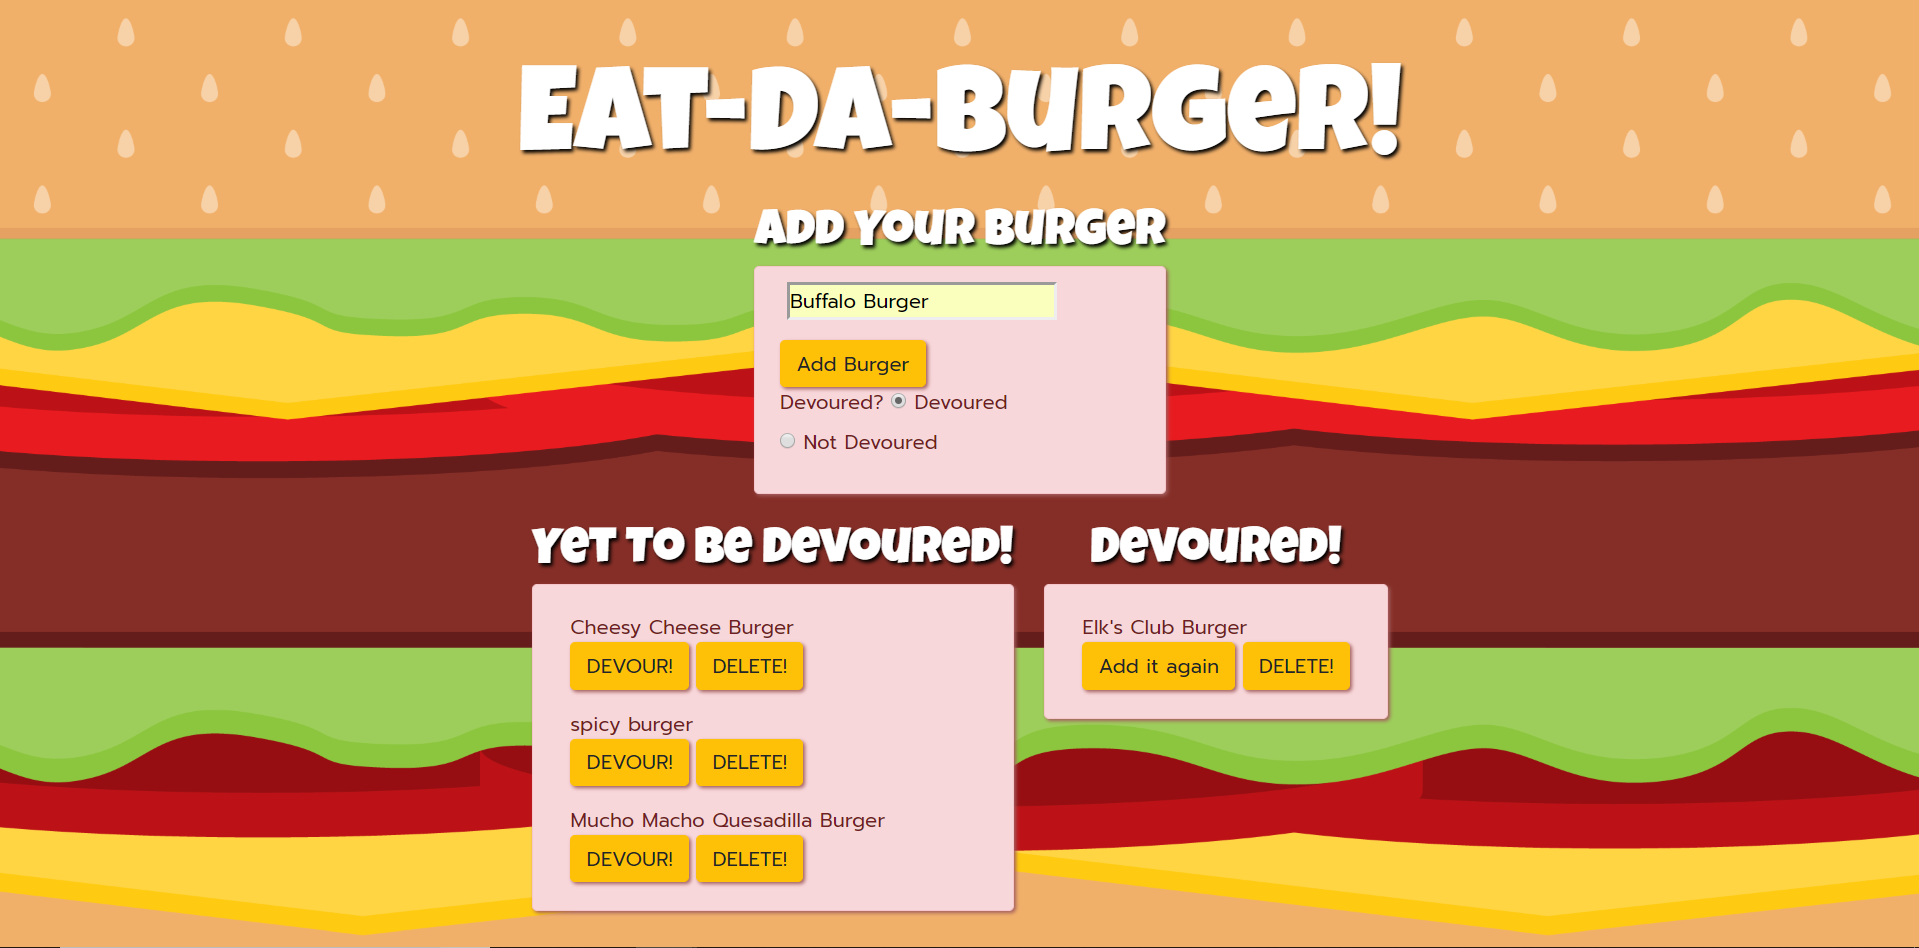 EAT-DA-BURGER!
ADD YOUR BURGER
Buffalo Burger
Add Burger
Devoured? Devoured
Not Devoured
YET TO BE DEVOURED!
Cheesy Cheese Burger
DEVOUR! DELETE!
spicy burger
DEVOUR! DELETE!
Mucho Macho Quesadilla Burger
DEVOUR! DELETE!
DEVOURED!
Elk's Club Burger
Add it again DELETE!